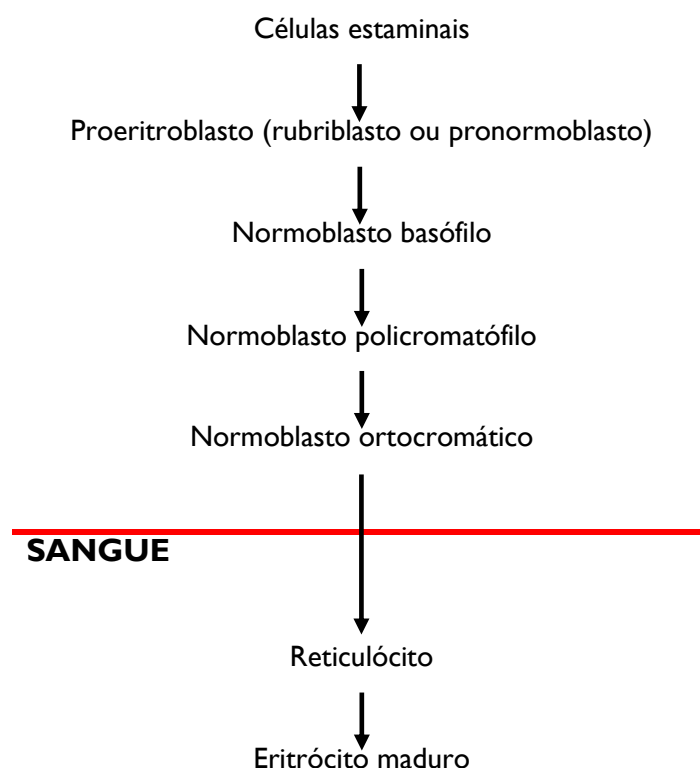 Células estaminais
Proeritroblasto (rubriblasto ou pronormoblasto)
Normoblasto basófilo
Normoblasto policromatófilo
Normoblasto ortocromático
SANGUE
Reticulócito
Eritrócito maduro